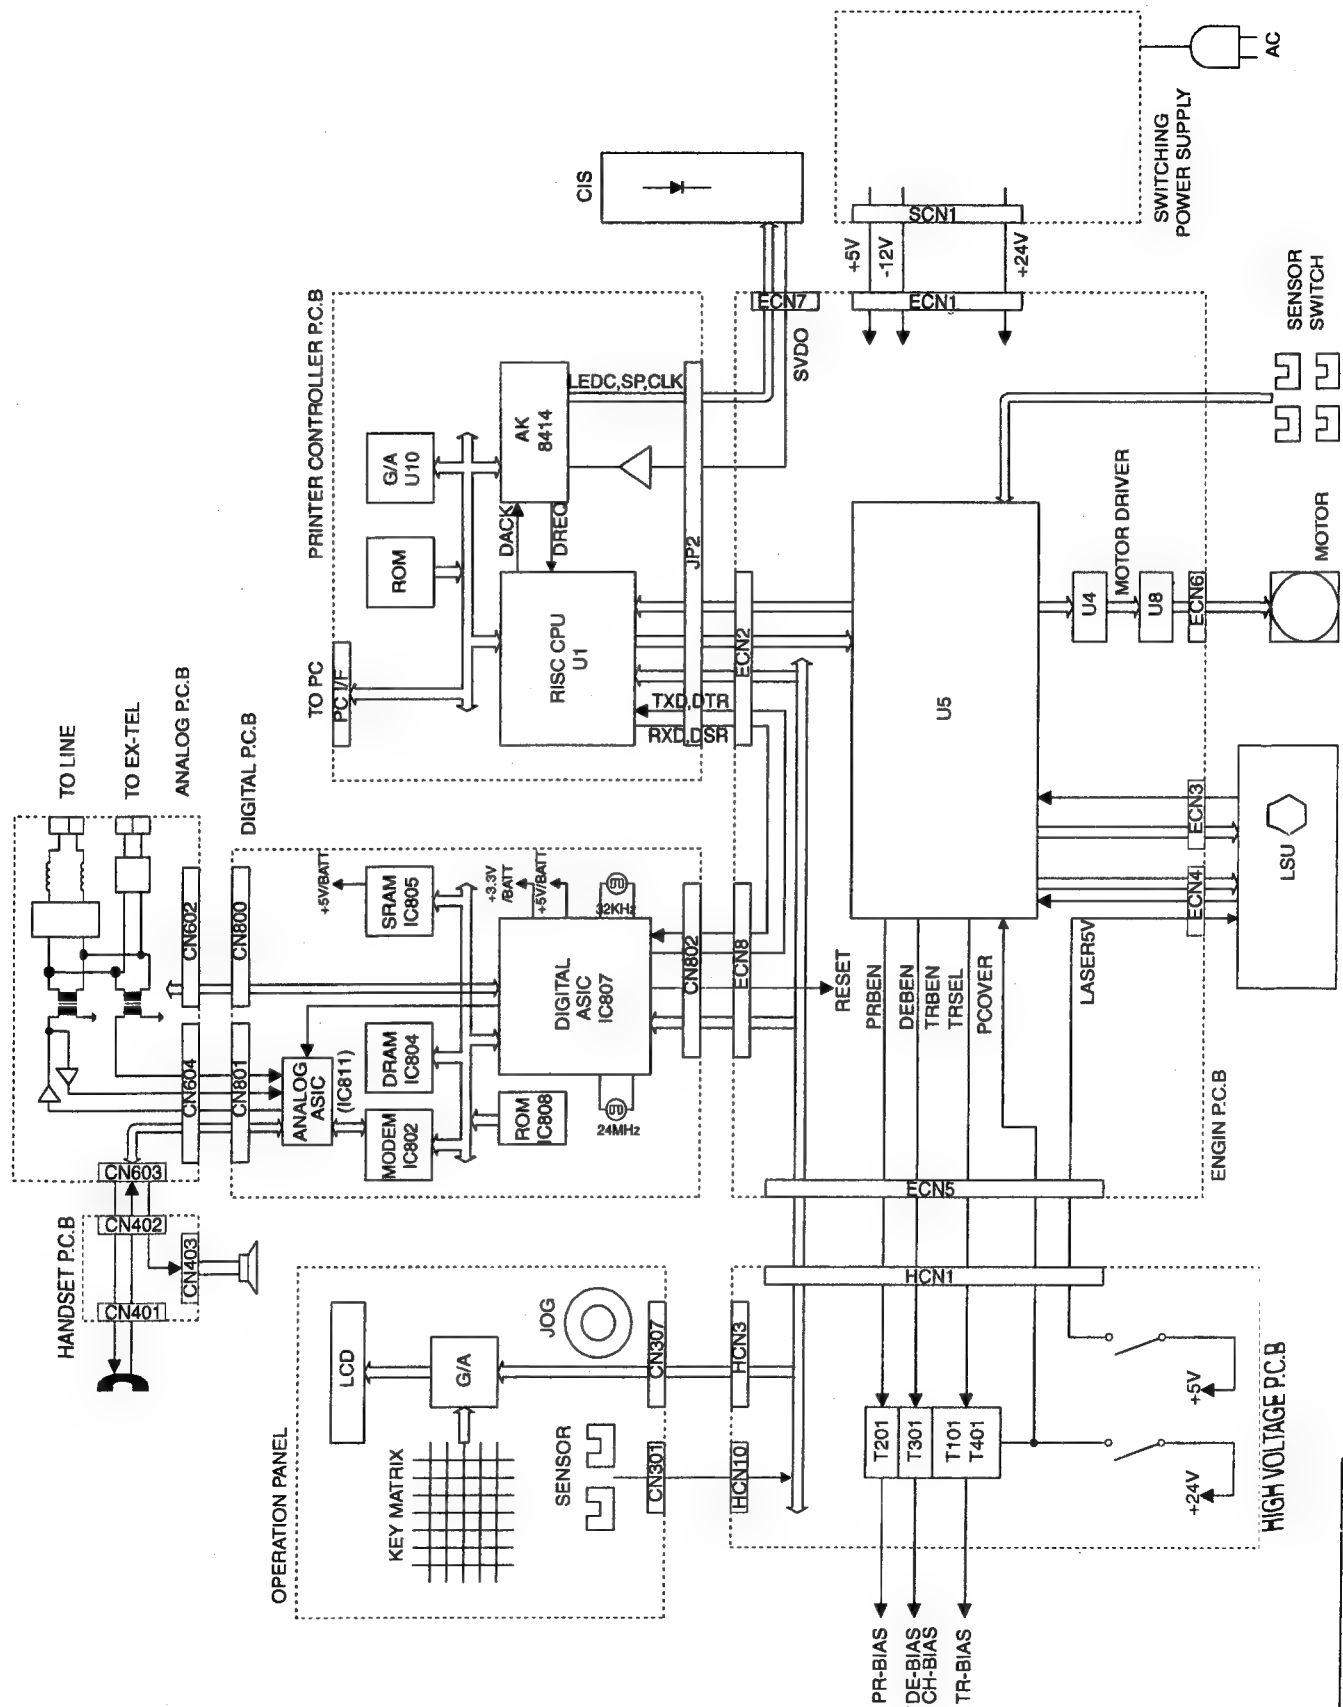 HANDSET P.C.B
CN401
CN402
CN403
CN603
TO LINE
TO EX-TEL
ANALOG P.C.B
CN604
CN602
DIGITAL P.C.B
CN801
CN800
ANALOG
ASIC
(IC811)
MODEM
IC802
DRAM
IC804
SRAM
IC805
+5V/BATT
ROM
IC808
DIGITAL
ASIC
IC807
+3.3V
/BATT
+5V/BATT
32KHz
24MHz
CN802
ECN8
RESET
TO PC
PC I/F
PRINTER CONTROLLER P.C.B
ROM
G/A
U10
RISC CPU
U1
DACK
DREQ
AK
8414
LEDC,SP,CLK
JP2
TXD,DTR
RXD,DSR
ECN2
ECN7
SVDO
CIS
OPERATION PANEL
LCD
KEY MATRIX
G/A
SENSOR
JOG
CN301
CN307
HCN10
HCN3
HCN1
ECN5
T201
T301
T101
T401
+24V
+5V
HIGH VOLTAGE P.C.B
PR-BIAS
DE-BIAS
CH-BIAS
TR-BIAS
PRBEN
DEBEN
TRBEN
TRSEL
PCOVER
LASER5V
ENGIN P.C.B
U5
U4
MOTOR DRIVER
U8
ECN4
ECN3
ECN6
LSU
MOTOR
SENSOR
SWITCH
ECN1
+5V
-12V
+24V
SCN1
SWITCHING
POWER SUPPLY
AC